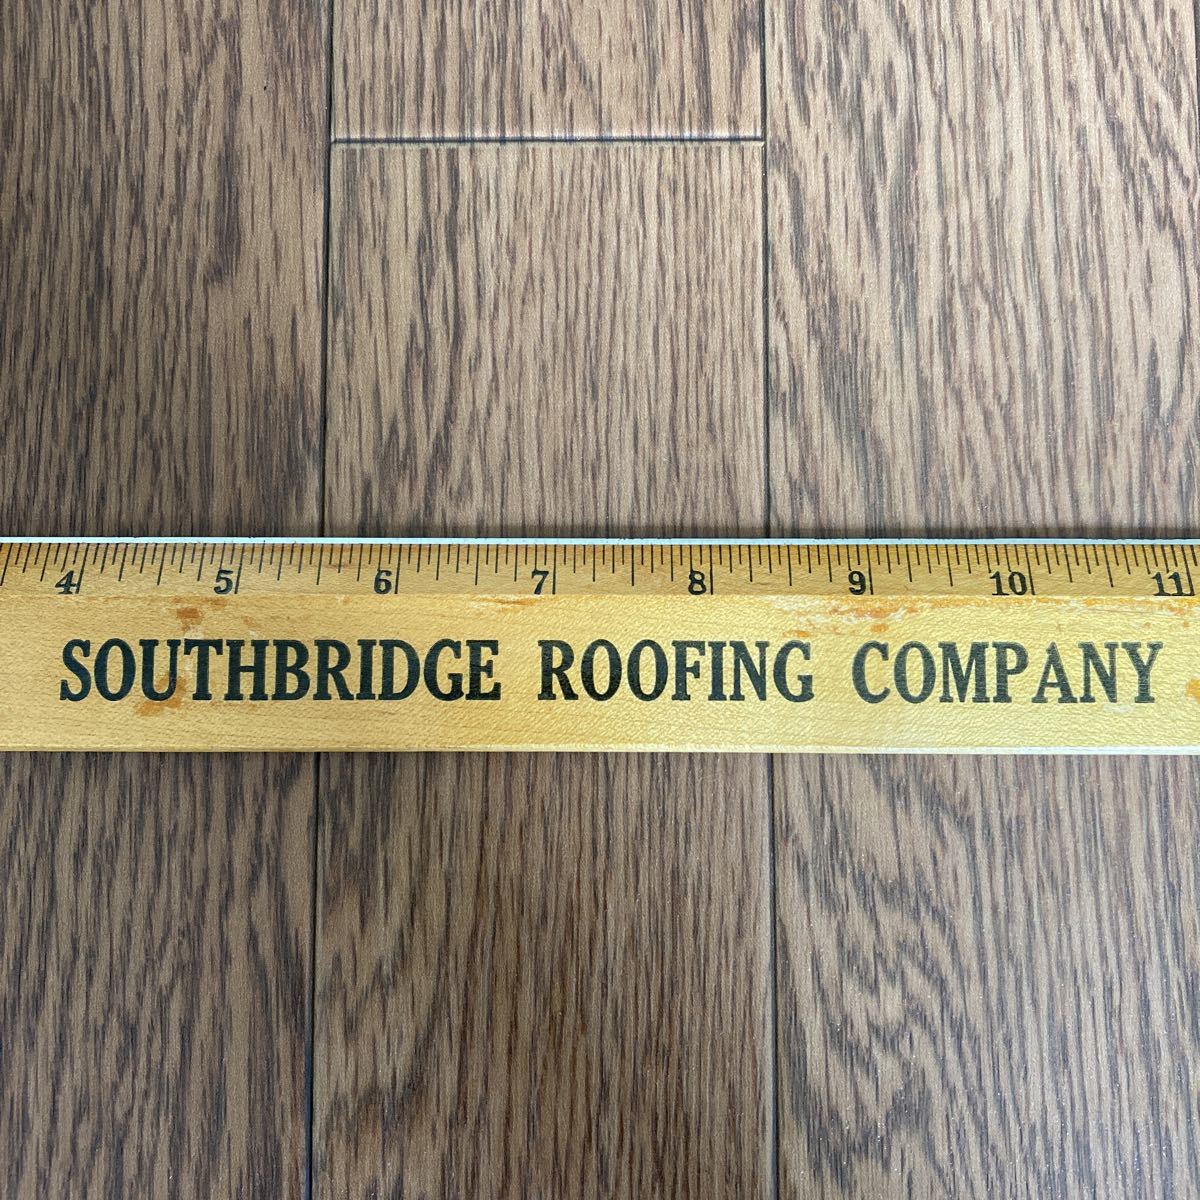 4 5 6 7 8 9 10 11
SOUTHBRIDGE ROOFING COMPANY